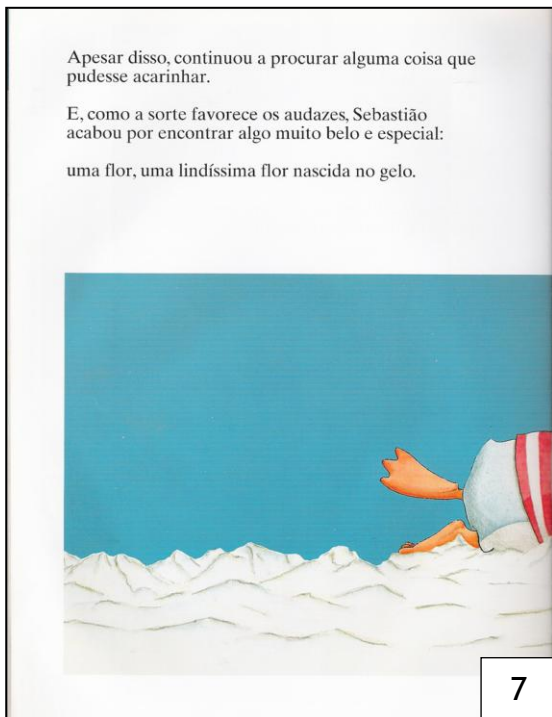 Apesar disso, continuou a procurar alguma coisa que
pudesse acarinhar.
E, como a sorte favorece os audazes, Sebastião
acabou por encontrar algo muito belo e especial:
uma flor, uma lindíssima flor nascida no gelo.
7